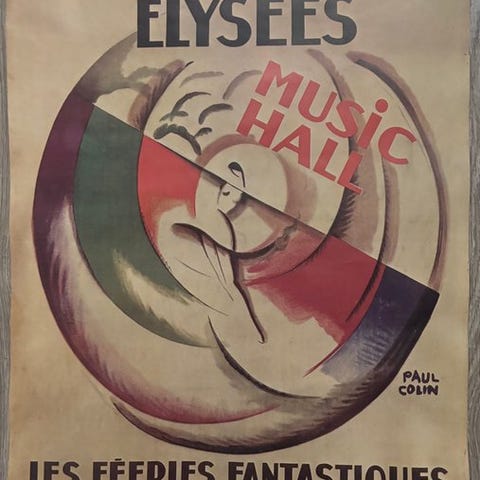 ELYSÉES
MUSiC
HALL
PAUL
COLIN
LES FÉERIES FANTASTIQUES